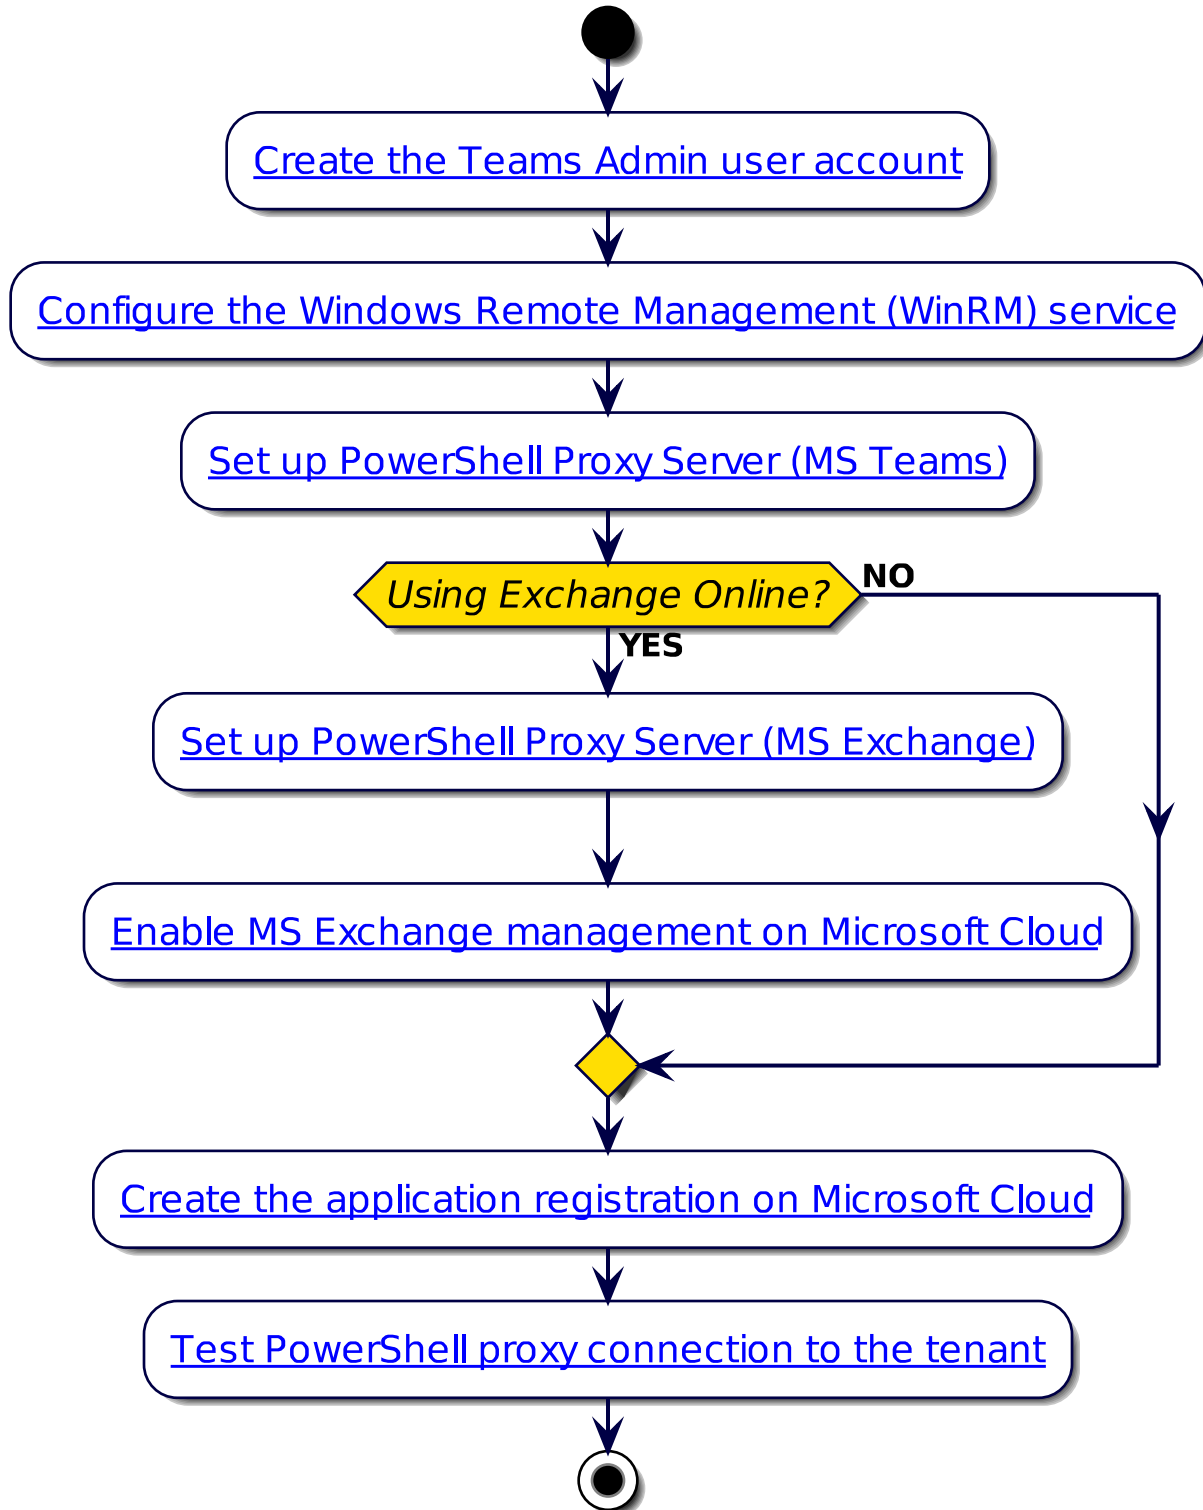 Create the Teams Admin user account
Configure the Windows Remote Management (WinRM) service
Set up PowerShell Proxy Server (MS Teams)
Using Exchange Online?
NO
YES
Set up PowerShell Proxy Server (MS Exchange)
Enable MS Exchange management on Microsoft Cloud
Create the application registration on Microsoft Cloud
Test PowerShell proxy connection to the tenant